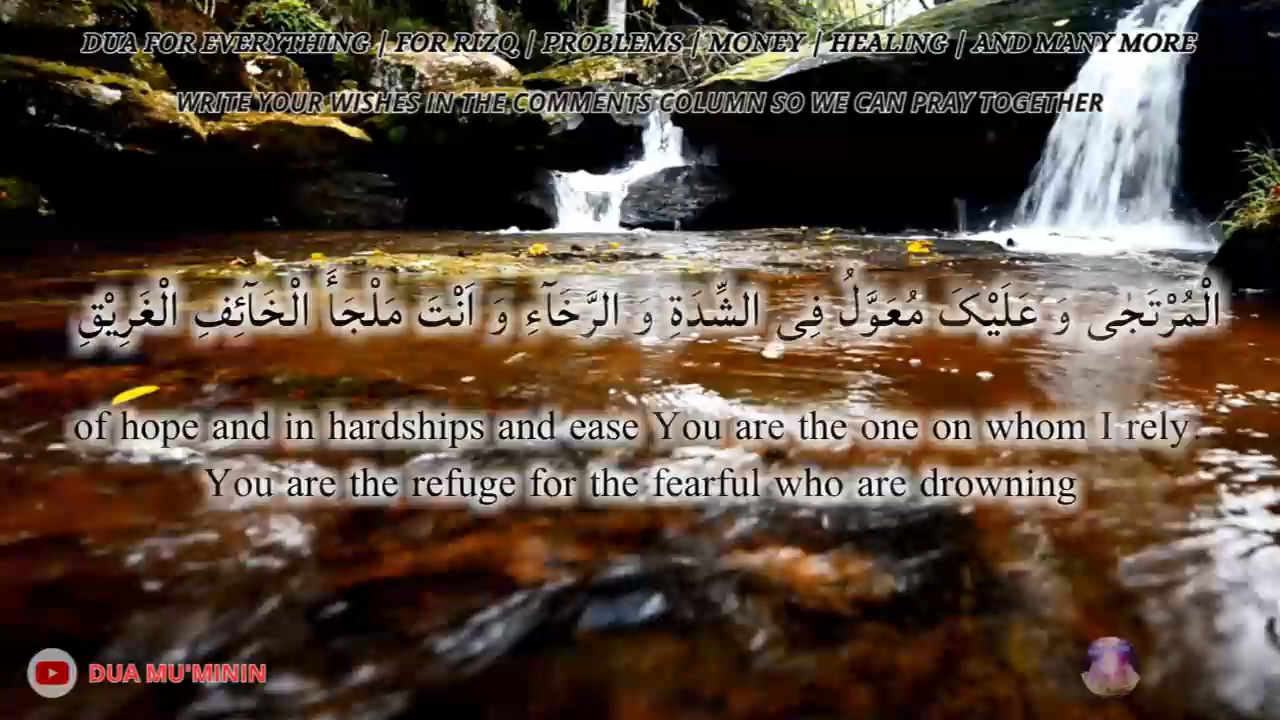 DUA FOR EVERYTHING | FOR RIZQ | PROBLEMS | MONEY | HEALING | AND MANY MORE
WRITE YOUR WISHES IN THE COMMENTS COLUMN SO WE CAN PRAY TOGETHER
الْمُرْتَجٰی وَ عَلَیْکَ مُعَوَّلُ فِی الشِّدَةِ وَ الرَّخَآءِ وَ اَنْتَ مَلْجَأَ الْخَآئِفِ الْغَرِیْقِ
of hope and in hardships and ease You are the one on whom I rely.
You are the refuge for the fearful who are drowning
DUA MU'MININ